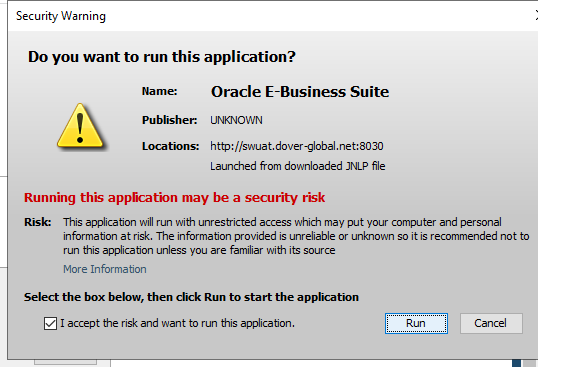 Security Warning
Do you want to run this application?
Name: Oracle E-Business Suite
Publisher: UNKNOWN
Locations: http://swuat.dover-global.net:8030
Launched from downloaded JNLP file
Running this application may be a security risk
Risk: This application will run with unrestricted access which may put your computer and personal
information at risk. The information provided is unreliable or unknown so it is recommended not to
run this application unless you are familiar with its source
More Information
Select the box below, then click Run to start the application
I accept the risk and want to run this application.
Run Cancel